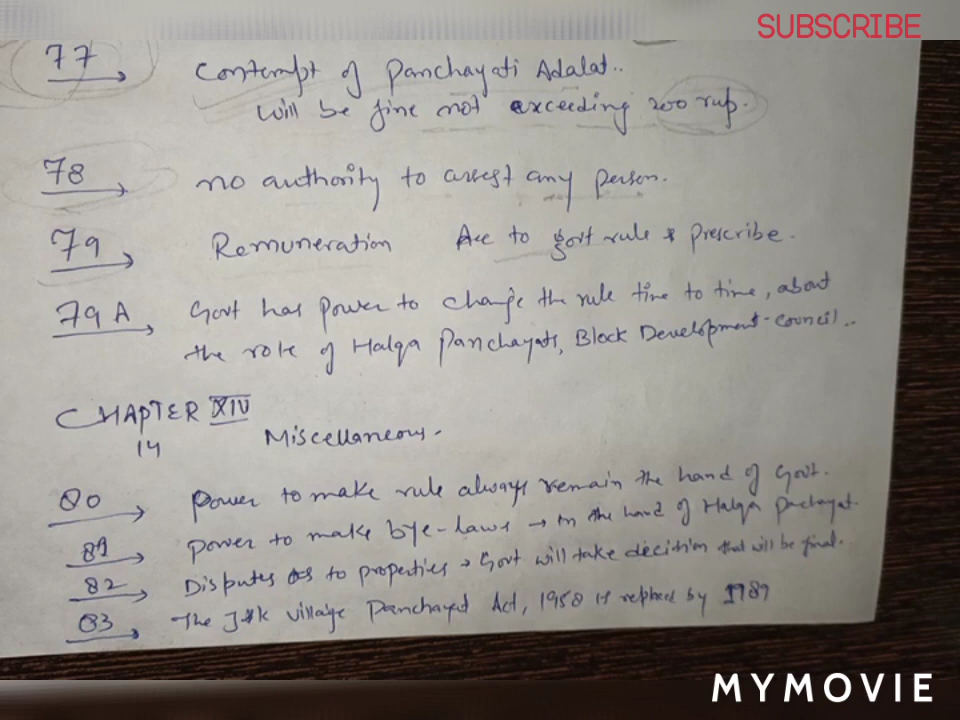 SUBSCRIBE
77 Contempt of Panchayati Adalat..
will be fine not exceeding 200 rup.
78 no authority to arrest any person.
79 Remuneration Acc to govt rule & prescribe.
79A Govt has power to change the rule time to time, about
the role of Halqa Panchayats, Block Development-council..
CHAPTER XIV
14 Miscellaneous.
80 Power to make rule always remain the hand of Govt.
81 power to make bye-laws → In the hand of Halqa pachayat.
82 Disputes as to properties → Govt will take decition that will be final.
83 The J&K village Panchayat Act, 1958 is replaced by 1989
MYMOVIE